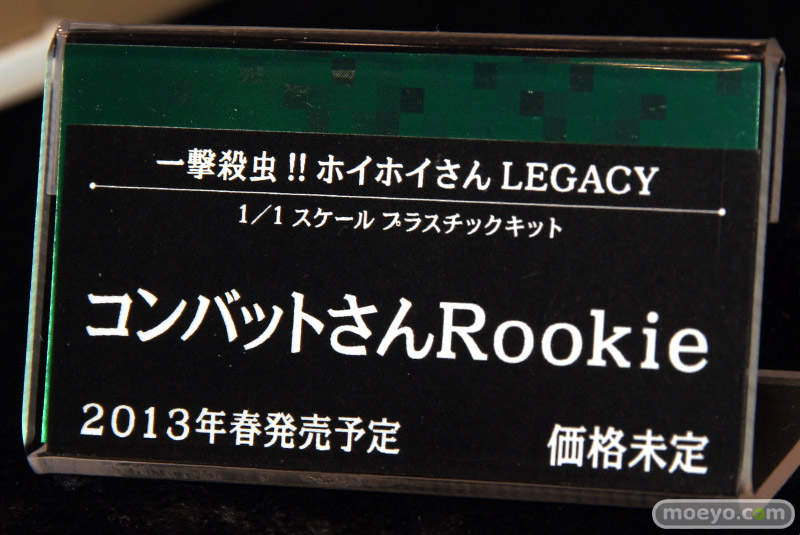 一撃殺虫!!ホイホイさん LEGACY
1／1 スケール プラスチックキット
コンバットさんRookie
2013年春発売予定 価格未定
moeyo.com